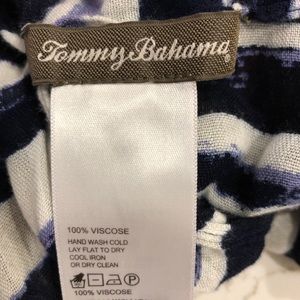 Tommy Bahama
100% VISCOSE
HAND WASH COLD
LAY FLAT TO DRY
COOL IRON
OR DRY CLEAN
100% VISCOSE